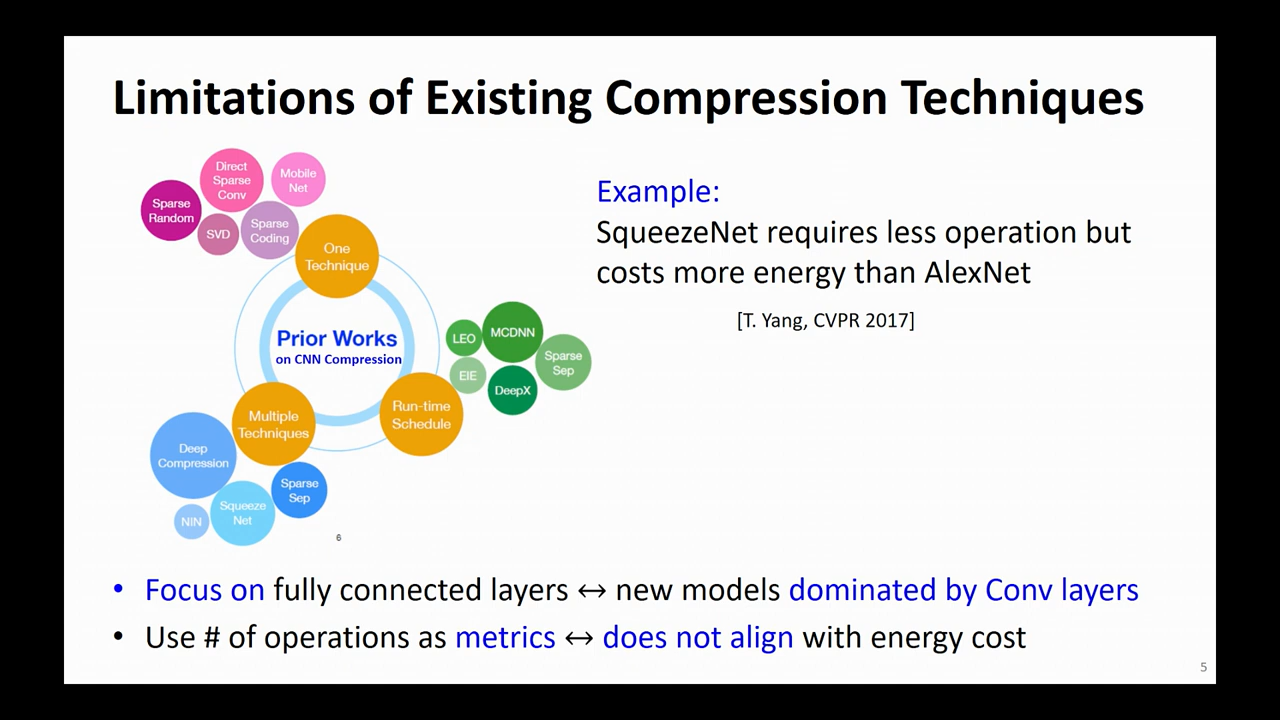 Limitations of Existing Compression Techniques
Direct
Sparse
Conv
Mobile
Net
Sparse
Random
SVD
Sparse
Coding
One
Technique
Prior Works
on CNN Compression
LEO
MCDNN
Sparse
Sep
EIE
DeepX
Run-time
Schedule
Multiple
Techniques
Deep
Compression
Sparse
Sep
Squeeze
Net
NIN
6
Example:
SqueezeNet requires less operation but
costs more energy than AlexNet
[T. Yang, CVPR 2017]
• Focus on fully connected layers ↔ new models dominated by Conv layers
• Use # of operations as metrics ↔ does not align with energy cost
5